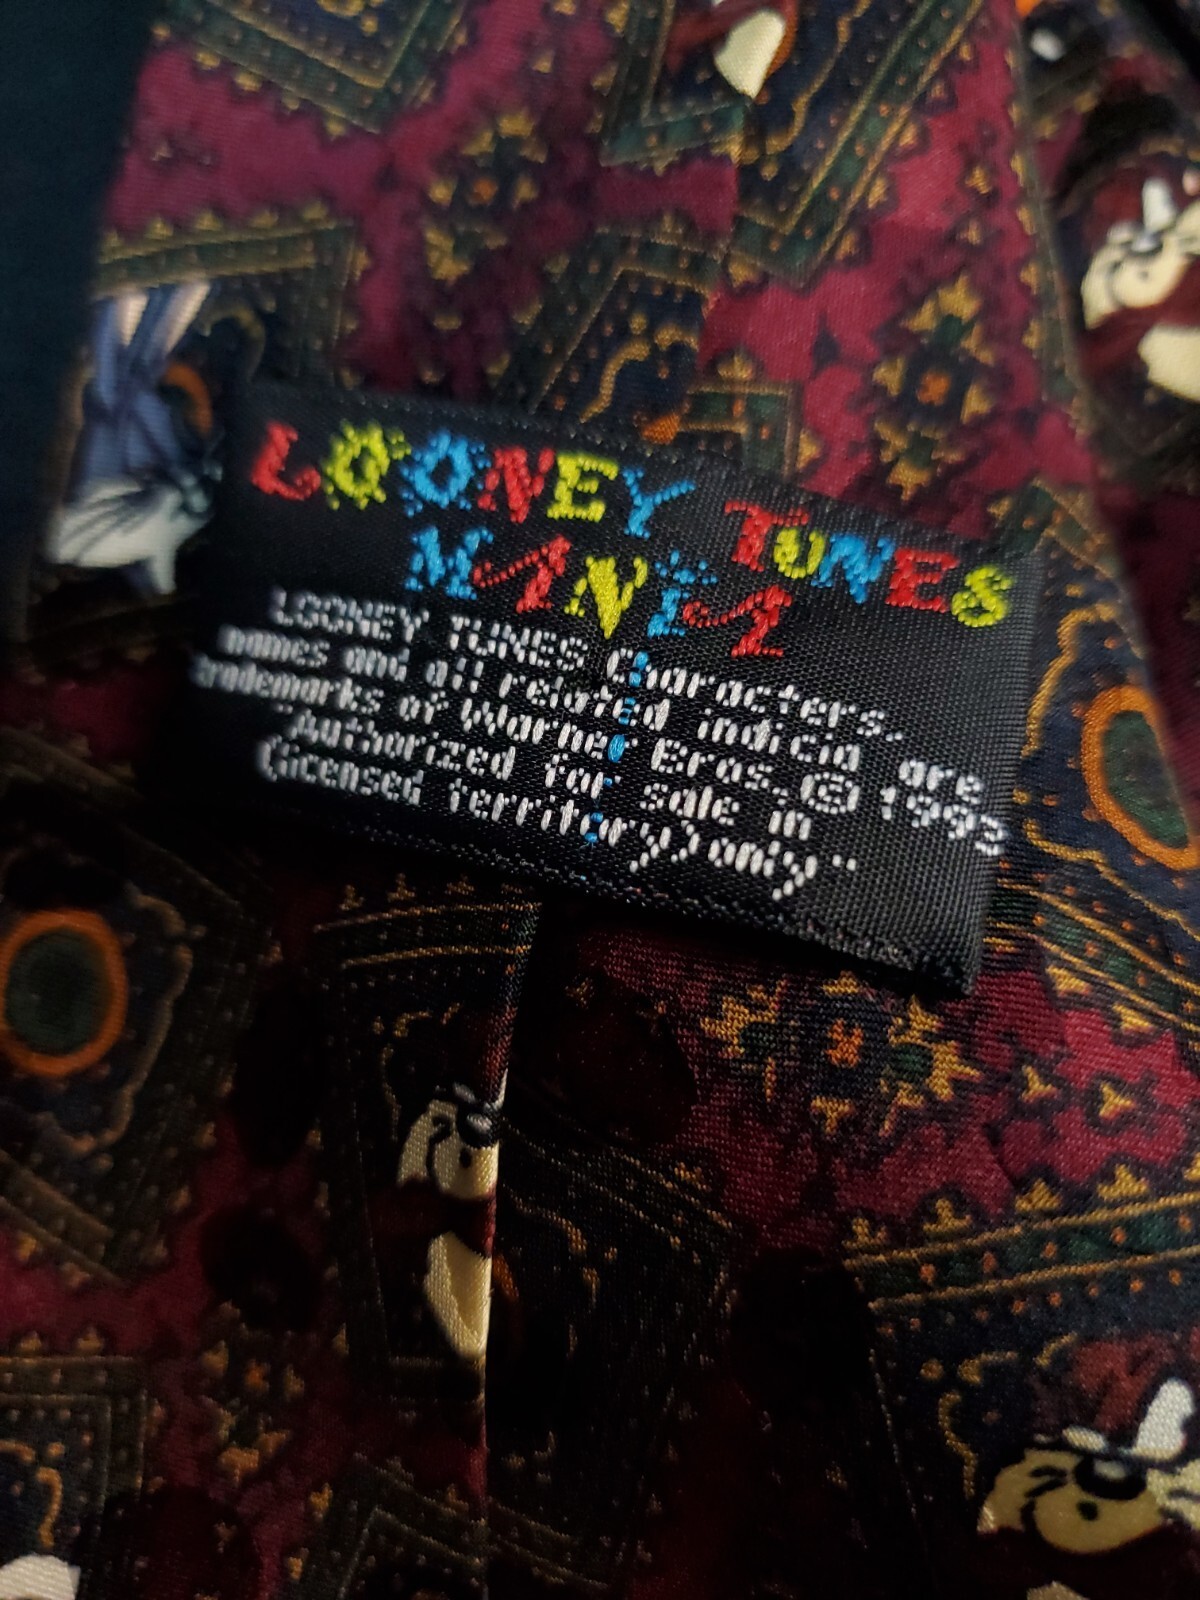 LOONEY TUNES
MANIA
LOONEY TUNES Characters,
names and all related indicia are
trademarks of Warner Bros. © 1993
"Authorized for sale in
(licensed territory) only"